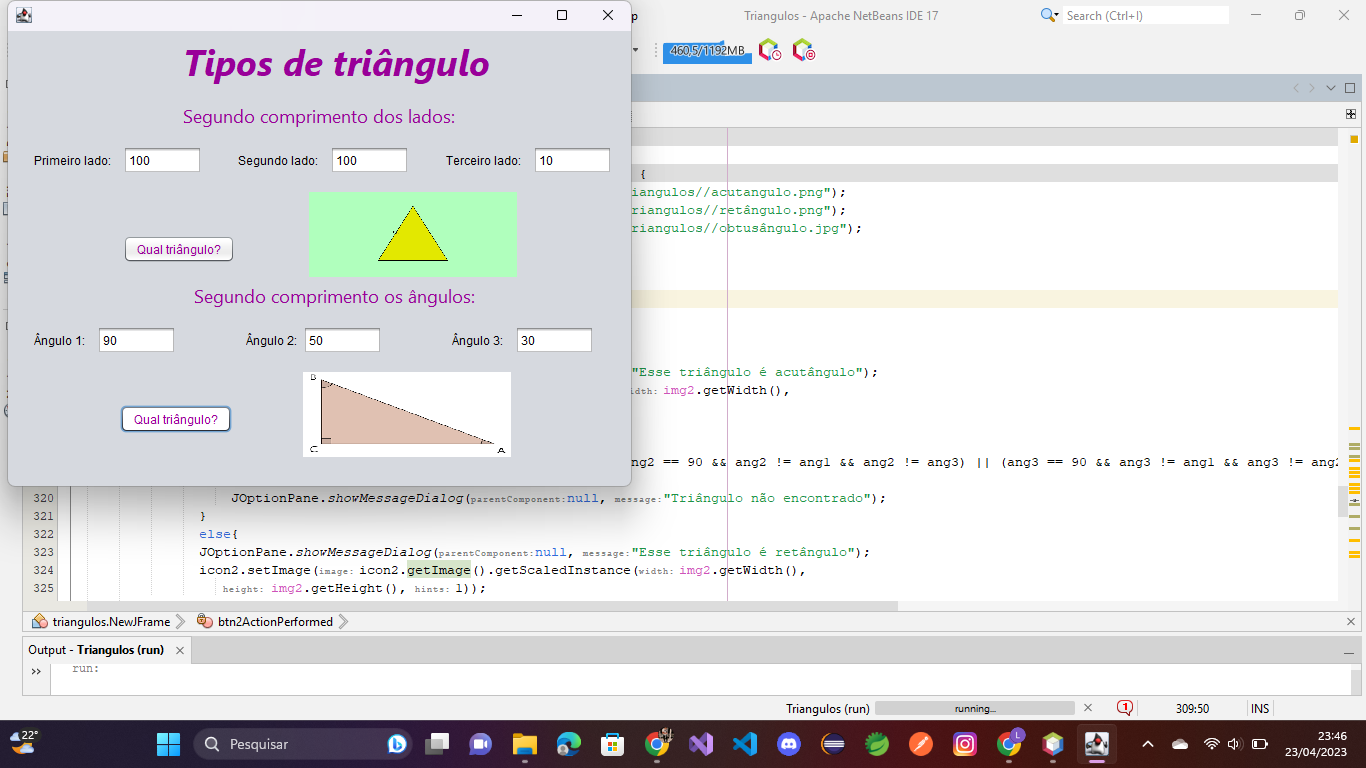 Triangulos - Apache NetBeans IDE 17
Search (Ctrl+I)
460,5/1192MB
Tipos de triângulo
Segundo comprimento dos lados:
Primeiro lado: 100 Segundo lado: 100 Terceiro lado: 10
Qual triângulo?
Segundo comprimento os ângulos:
Ângulo 1: 90 Ângulo 2: 50 Ângulo 3: 30
Qual triângulo?
B
C
A
{
iangulos//acutangulo.png");
riangulos//retângulo.png");
riangulos//obtusângulo.jpg");
"Esse triângulo é acutângulo");
idth: img2.getWidth(),
ng2 == 90 && ang2 != ang1 && ang2 != ang3) || (ang3 == 90 && ang3 != ang1 && ang3 != ang2
320 JOptionPane.showMessageDialog(parentComponent:null, message:"Triângulo não encontrado");
321 }
322 else{
323 JOptionPane.showMessageDialog(parentComponent:null, message:"Esse triângulo é retângulo");
324 icon2.setImage(image: icon2.getImage().getScaledInstance(width: img2.getWidth(),
325 height: img2.getHeight(), hints: 1));
triangulos.NewJFrame
btn2ActionPerformed
Output - Triangulos (run)
run:
Triangulos (run) running... 1 309:50 INS
22° Pesquisar
L
23:46
23/04/2023